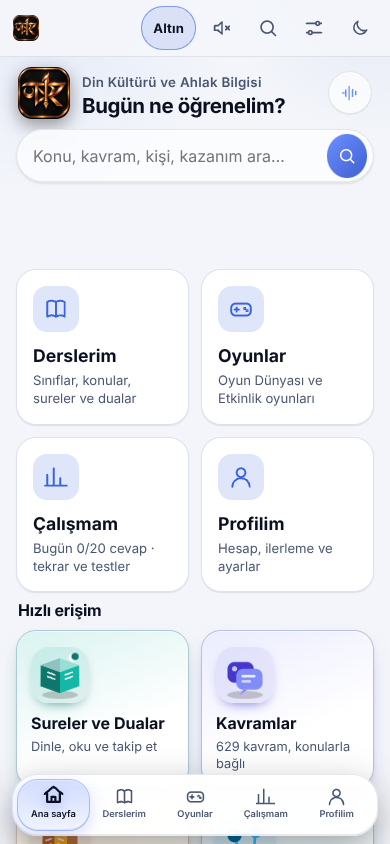 Altın
Din Kültürü ve Ahlak Bilgisi
Bugün ne öğrenelim?
Konu, kavram, kişi, kazanım ara...
Derslerim
Sınıflar, konular,
sureler ve dualar
Oyunlar
Oyun Dünyası ve
Etkinlik oyunları
Çalışmam
Bugün 0/20 cevap ·
tekrar ve testler
Profilim
Hesap, ilerleme ve
ayarlar
Hızlı erişim
Sureler ve Dualar
Dinle, oku ve takip et
Kavramlar
629 kavram, konularla
bağlı
Ana sayfa
Derslerim
Oyunlar
Çalışmam
Profilim